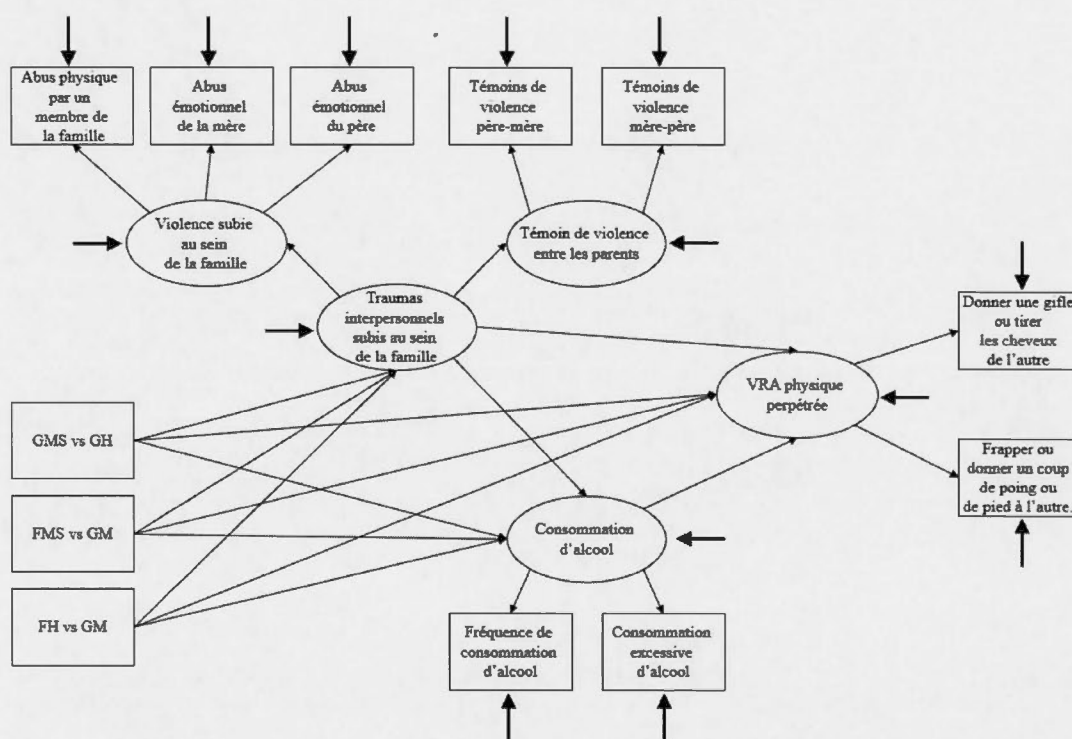 Abus physique
par un
membre de
la famille
Abus
émotionnel
de la mère
Abus
émotionnel
du père
Témoins de
violence
père-mère
Témoins de
violence
mère-père
Violence subie
au sein
de la famille
Témoin de violence
entre les parents
Traumas
interpersonnels
subis au sein
de la famille
Donner une gifle
ou tirer
les cheveux
de l'autre
VRA physique
perpétrée
GMS vs GH
Frapper ou
donner un coup
de poing ou
de pied à l'autre.
FMS vs GM
Consommation
d'alcool
FH vs GM
Fréquence de
consommation
d'alcool
Consommation
excessive
d'alcool